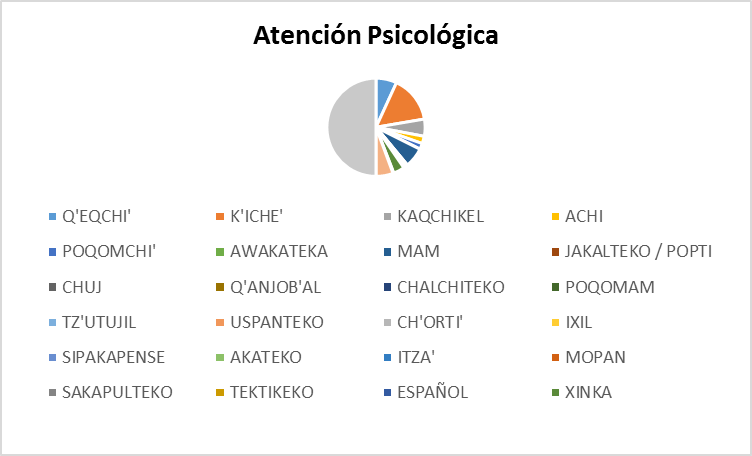 Atención Psicológica
Q'EQCHI' K'ICHE' KAQCHIKEL ACHI
POQOMCHI' AWAKATEKA MAM JAKALTEKO / POPTI
CHUJ Q'ANJOB'AL CHALCHITEKO POQOMAM
TZ'UTUJIL USPANTEKO CH'ORTI' IXIL
SIPAKAPENSE AKATEKO ITZA' MOPAN
SAKAPULTEKO TEKTIKEKO ESPAÑOL XINKA